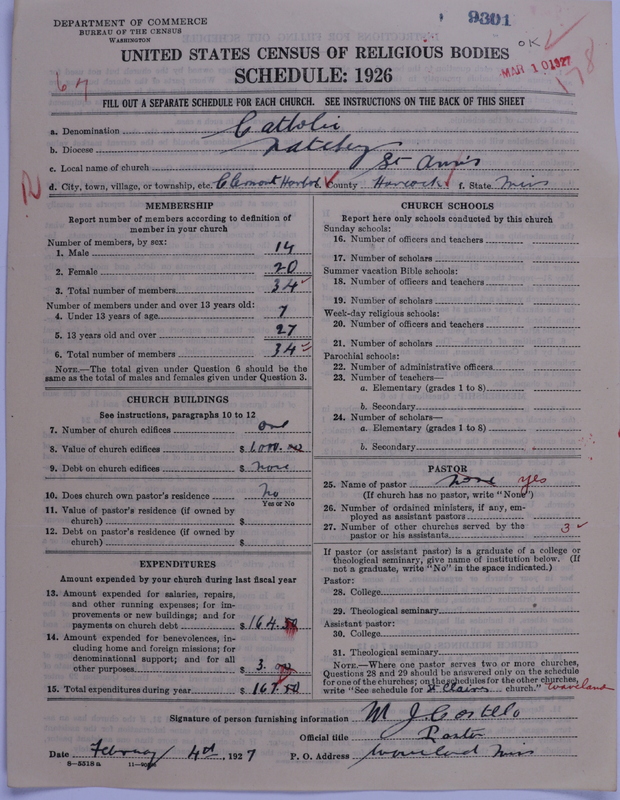 DEPARTMENT OF COMMERCE
BUREAU OF THE CENSUS
WASHINGTON
9301
OK
UNITED STATES CENSUS OF RELIGIOUS BODIES
SCHEDULE: 1926
MAR 10 1927
178
67
FILL OUT A SEPARATE SCHEDULE FOR EACH CHURCH. SEE INSTRUCTIONS ON THE BACK OF THIS SHEET
a. Denomination Catholic
b. Diocese Natchez
c. Local name of church St Ann's
d. City, town, village, or township, etc. Clermont Harbor County Hancock f. State Miss
MEMBERSHIP
Report number of members according to definition of
member in your church
Number of members, by sex:
1. Male 14
2. Female 20
3. Total number of members 34
Number of members under and over 13 years old:
4. Under 13 years of age 7
5. 13 years old and over 27
6. Total number of members 34
NOTE.—The total given under Question 6 should be
same as the total of males and females given under Question 3.
CHURCH BUILDINGS
See instructions, paragraphs 10 to 12
7. Number of church edifices one
8. Value of church edifices $ 6,000.00
9. Debt on church edifices $ none
10. Does church own pastor's residence No
Yes or No
11. Value of pastor's residence (if owned by
church) $
12. Debt on pastor's residence (if owned by
church) $
EXPENDITURES
Amount expended by your church during last fiscal year
13. Amount expended for salaries, repairs,
and other running expenses; for im-
provements or new buildings; and for
payments on church debt $ 164.50
14. Amount expended for benevolences, in-
cluding home and foreign missions; for
denominational support; and for all
other purposes $ 3.00
15. Total expenditures during year $ 167.50
CHURCH SCHOOLS
Report here only schools conducted by this church
Sunday schools:
16. Number of officers and teachers
17. Number of scholars
Summer vacation Bible schools:
18. Number of officers and teachers
19. Number of scholars
Week-day religious schools:
20. Number of officers and teachers
21. Number of scholars
Parochial schools:
22. Number of administrative officers
23. Number of teachers—
a. Elementary (grades 1 to 8)
b. Secondary
24. Number of scholars—
a. Elementary (grades 1 to 8)
b. Secondary
PASTOR
25. Name of pastor none yes
(If church has no pastor, write "None")
26. Number of ordained ministers, if any, em-
ployed as assistant pastors
27. Number of other churches served by the
pastor or his assistants 3
If pastor (or assistant pastor) is a graduate of a college or
theological seminary, give name of institution below. (If
not a graduate, write "No" in the space indicated.)
Pastor:
28. College
29. Theological seminary
Assistant pastor:
30. College
31. Theological seminary
NOTE.—Where one pastor serves two or more churches,
Questions 28 and 29 should be answered only on the schedule
for one of the churches; on the schedules for the other churches,
write "See schedule for St Clairs church." Waveland
Signature of person furnishing information M J Costello
Official title Pastor
Date February 4th, 1927 P. O. Address Waveland Miss
8—5518a